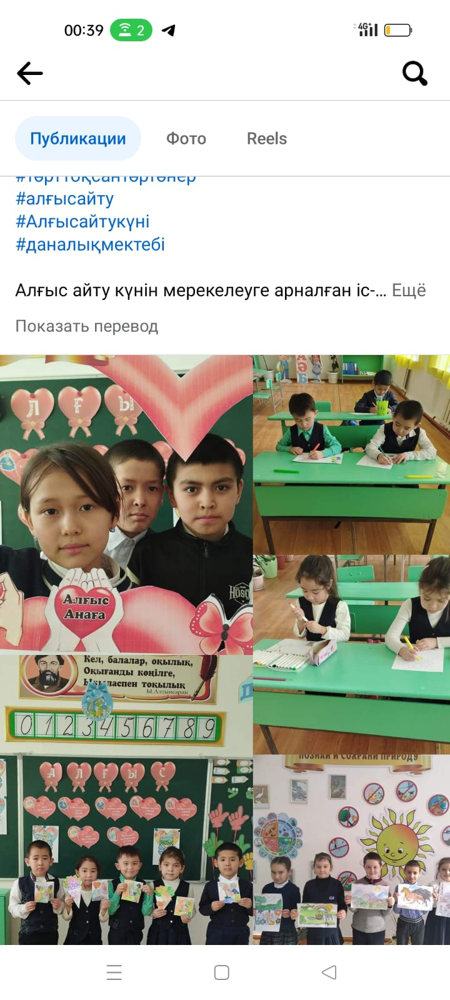 00:39 2 4G+
Публикации Фото Reels
#төрттоқсантөртөнер
#алғысайту
#Алғысайтукүні
#даналықмектебі
Алғыс айту күнін мерекелеуге арналған іс-... Ещё
Показать перевод
Л Ғ Ы
Алғыс
Анаға
Кел, балалар, оқылық,
Оқығанды көңілге,
Ықыласпен тоқылық
Ы.Алтынсарин
0 1 2 3 4 5 6 7 8 9
А Л Ғ Ы С
ПОЗНАЙ И СОХРАНИ ПРИРОДУ